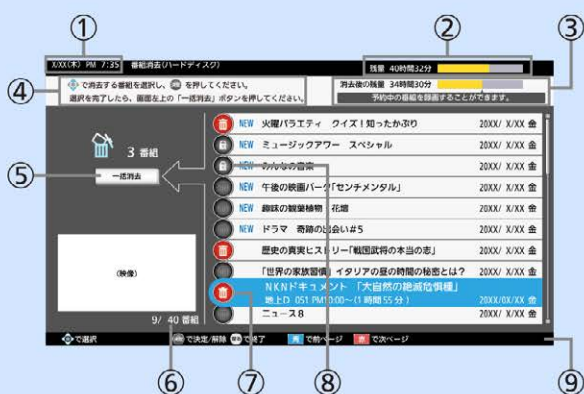 ①
②
③
X/XX(木) PM 7:35 番組消去(ハードディスク)
残量 40時間32分
④
で消去する番組を選択し、 を押してください。
選択を完了したら、画面左上の「一括消去」ボタンを押してください。
消去後の残量 34時間30分
予約中の番組を録画することができます。
NEW 火曜バラエティ クイズ!知ったかぶり 20XX/ X/XX 金
3 番組
NEW ミュージックアワー スペシャル 20XX/ X/XX 金
NEW みんなの音楽 20XX/ X/XX 金
⑤
一括消去
NEW 午後の映画パーク「センチメンタル」 20XX/ X/XX 金
NEW 趣味の観葉植物 花壇 20XX/ X/XX 金
NEW ドラマ 奇跡の出会い#5 20XX/ X/XX 金
歴史の真実ヒストリー「戦国武将の本当の志」 20XX/ X/XX 金
(映像)
「世界の家族習慣」イタリアの昼の時間の秘密とは? 20XX/ X/XX 金
NKNドキュメント 「大自然の絶滅危惧種」
地上D 051 PM10:00~(1時間55分) 20XX/0X/XX 金
9/ 40 番組
ニュース8 20XX/ X/XX 金
で選択 で決定/解除 で終了 青 で前ページ 赤 で次ページ
⑥
⑦
⑧
⑨